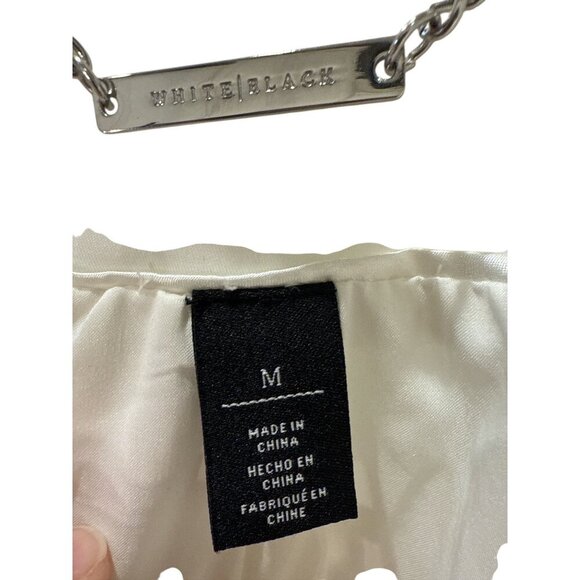 WHITE|BLACK
M
MADE IN
CHINA
HECHO EN
CHINA
FABRIQUÉ EN
CHINE